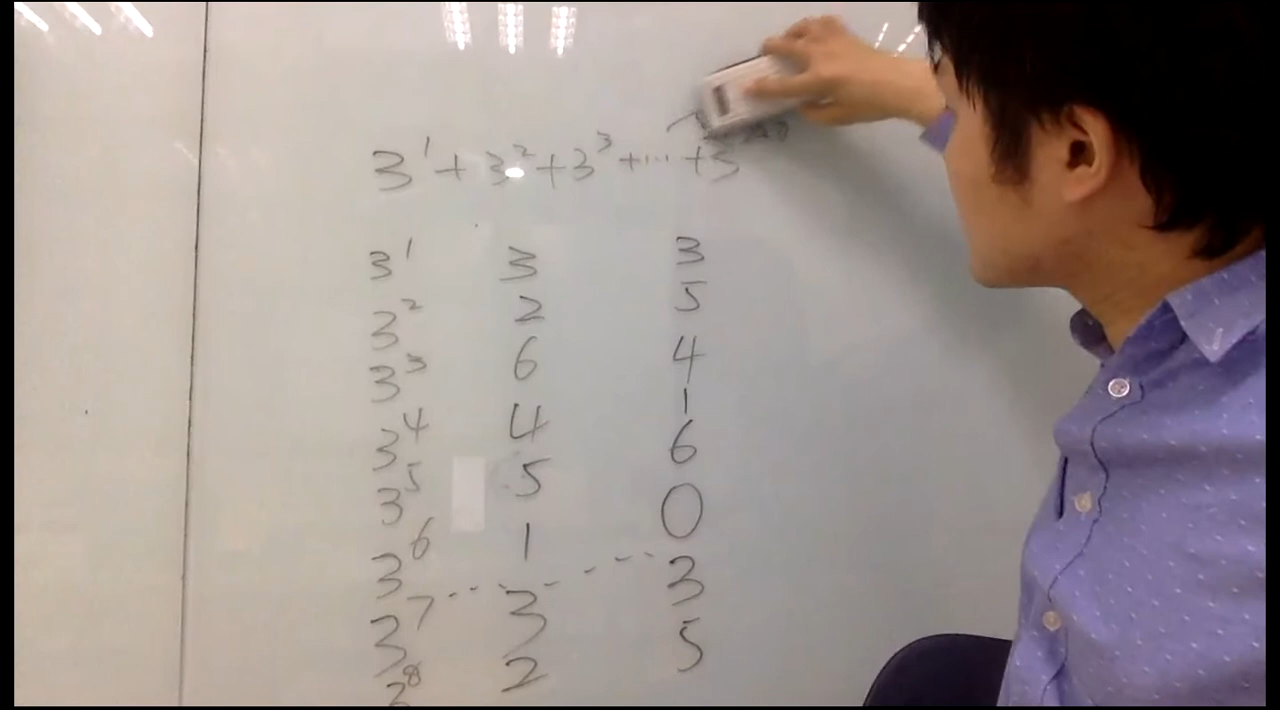 3¹ + 3² + 3³ + ... + 3
3¹ 3 3
3² 2 5
3³ 6 4
3⁴ 4 1
3⁵ 5 6
3⁶ 1 0
3⁷ 3 3
3⁸ 2 5